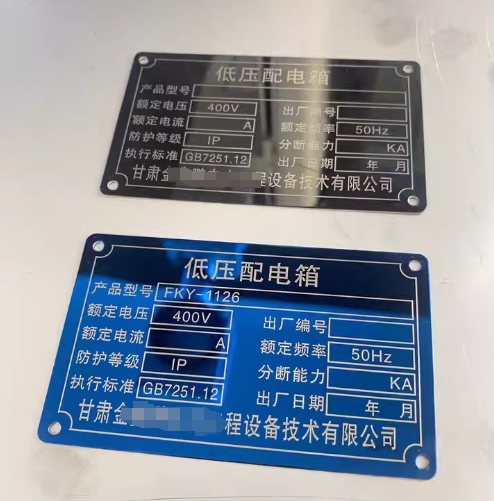 低压配电箱
产品型号
额定电压 400V 出厂编号
额定电流 A 额定频率 50Hz
防护等级 IP 分断能力 KA
执行标准 GB7251.12 出厂日期 年 月
甘肃 程设备技术有限公司
低压配电箱
产品型号 FKY-1126
额定电压 400V 出厂编号
额定电流 A 额定频率 50Hz
防护等级 IP 分断能力 KA
执行标准 GB7251.12 出厂日期 年 月
甘肃金 程设备技术有限公司